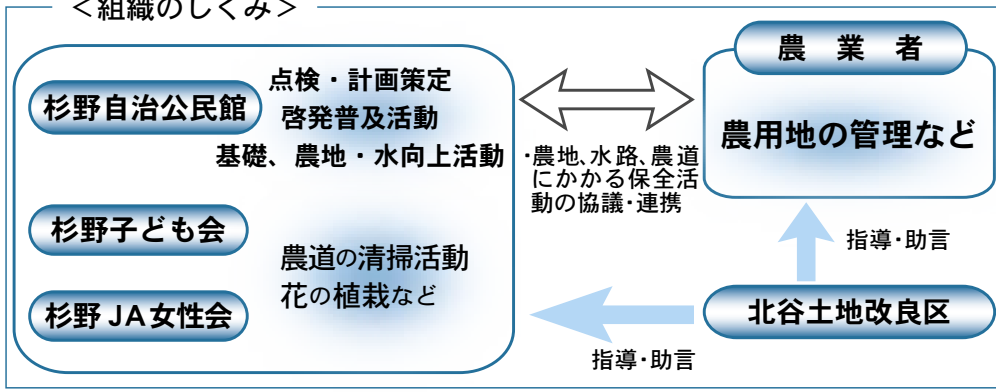 ＜組織のしくみ＞
杉野自治公民館
点検・計画策定
啓発普及活動
基礎、農地・水向上活動
杉野子ども会
杉野JA女性会
農道の清掃活動
花の植栽など
・農地、水路、農道
にかかる保全活
動の協議・連携
農業者
農用地の管理など
指導・助言
北谷土地改良区
指導・助言